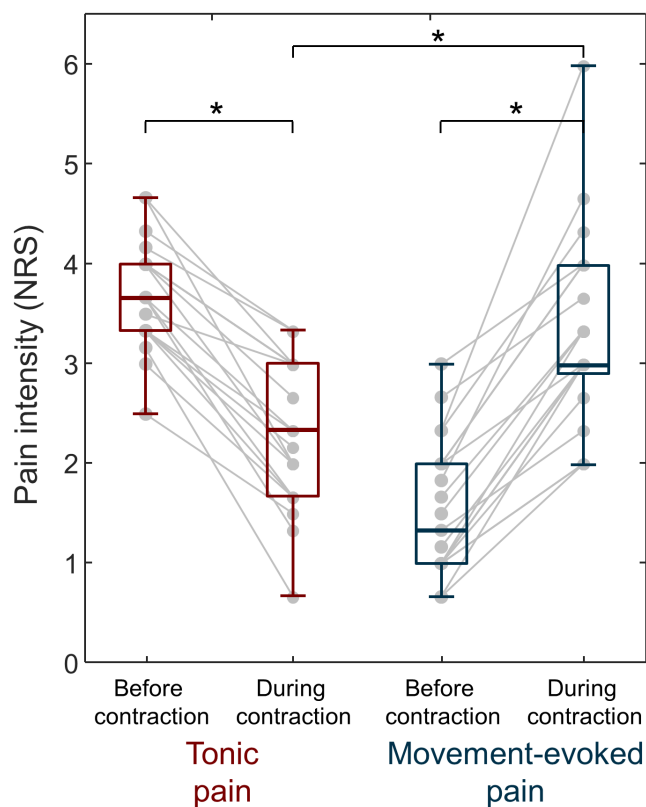 *
*
*
6
5
4
3
2
1
0
Pain intensity (NRS)
Before
contraction
During
contraction
Before
contraction
During
contraction
Tonic
pain
Movement-evoked
pain